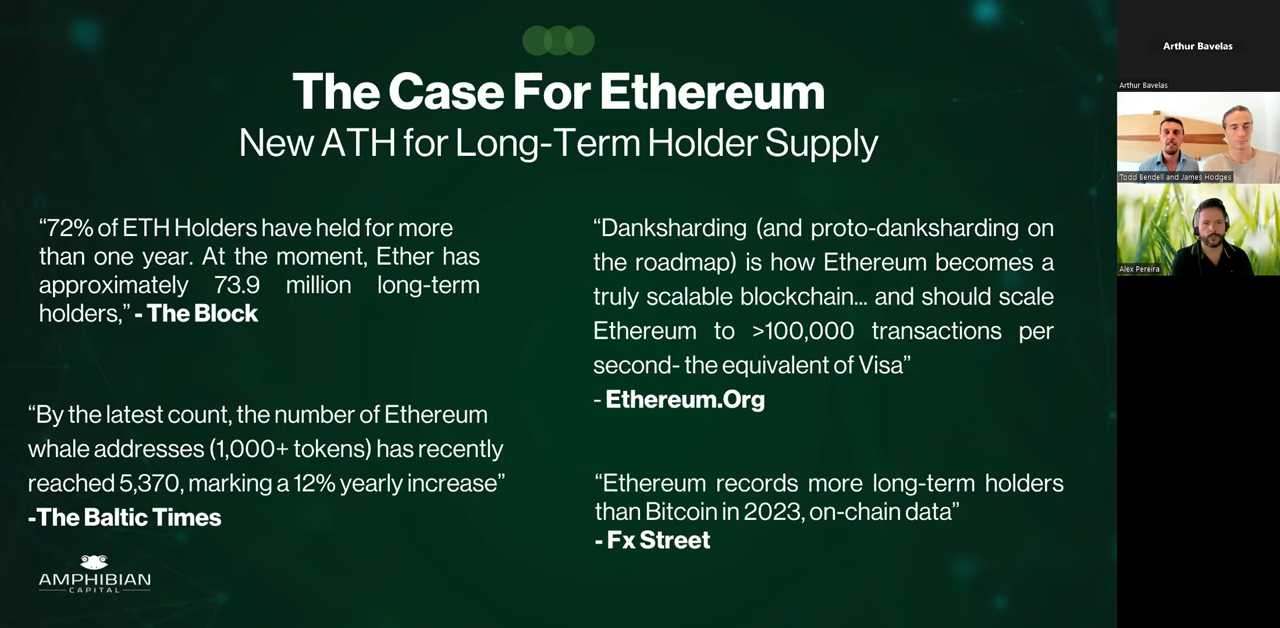 The Case For Ethereum
New ATH for Long-Term Holder Supply
“72% of ETH Holders have held for more
than one year. At the moment, Ether has
approximately 73.9 million long-term
holders,” - The Block
“By the latest count, the number of Ethereum
whale addresses (1,000+ tokens) has recently
reached 5,370, marking a 12% yearly increase”
-The Baltic Times
“Danksharding (and proto-danksharding on
the roadmap) is how Ethereum becomes a
truly scalable blockchain... and should scale
Ethereum to >100,000 transactions per
second- the equivalent of Visa”
- Ethereum.Org
“Ethereum records more long-term holders
than Bitcoin in 2023, on-chain data”
- Fx Street
AMPHIBIAN
CAPITAL
Arthur Bavelas
Arthur Bavelas
Todd Bendell and James Hodges
Alex Pereira